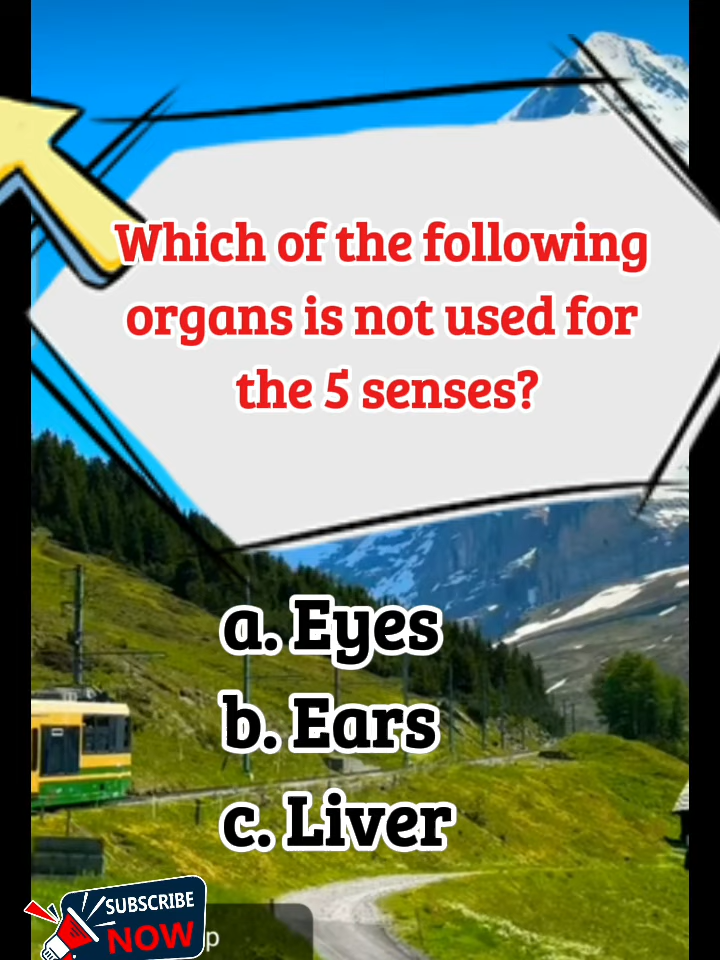 Which of the following
organs is not used for
the 5 senses?
a. Eyes
b. Ears
c. Liver
SUBSCRIBE
NOW